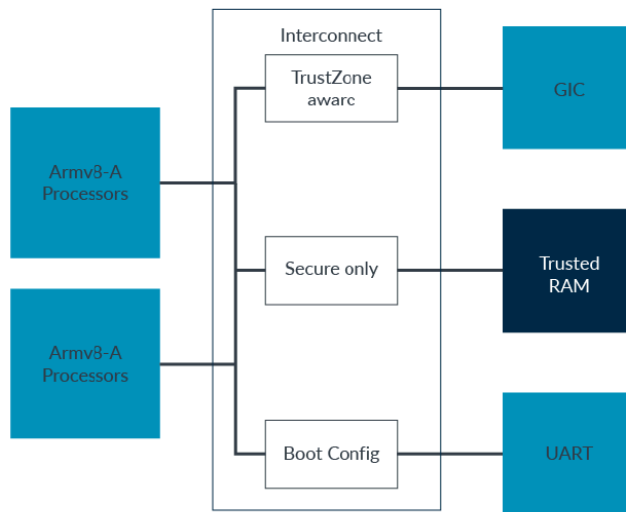 Interconnect
TrustZone
awarc
GIC
Armv8-A
Processors
Secure only
Trusted
RAM
Armv8-A
Processors
Boot Config
UART